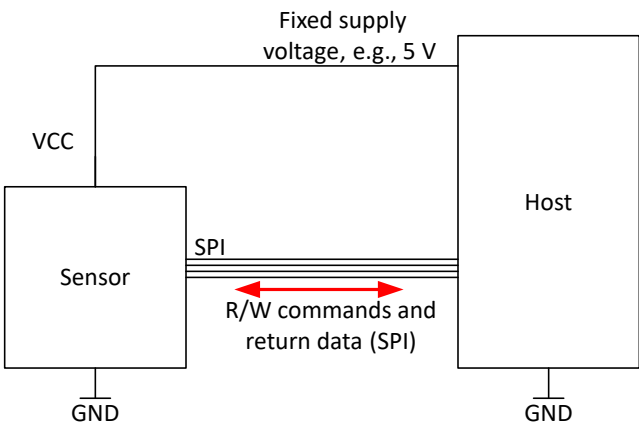 Fixed supply
voltage, e.g., 5 V
VCC
Host
SPI
Sensor
R/W commands and
return data (SPI)
GND
GND